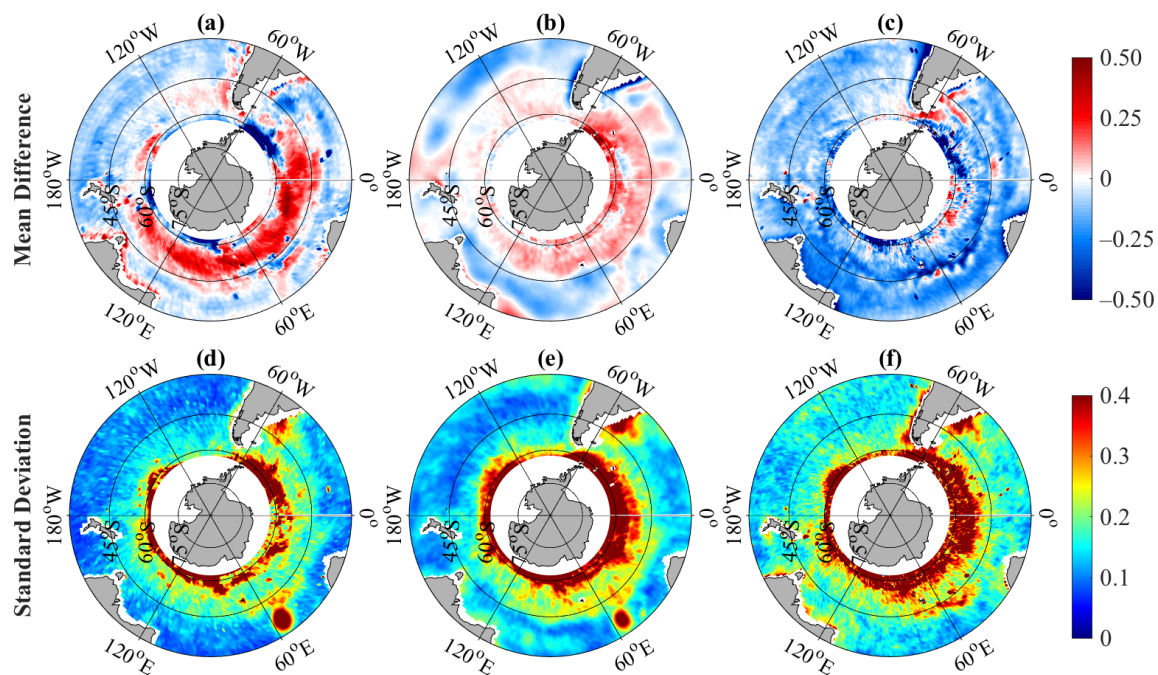 (a) (b) (c)
120°W 60°W 120°W 60°W 120°W 60°W
Mean Difference
180°W 45°S 60°S 75°S 0° 180°W 45°S 60°S 75°S 0° 180°W 45°S 60°S 75°S 0°
120°E 60°E 120°E 60°E 120°E 60°E
0.50
0.25
0
−0.25
−0.50
(d) (e) (f)
120°W 60°W 120°W 60°W 120°W 60°W
Standard Deviation
180°W 45°S 60°S 75°S 0° 180°W 45°S 60°S 75°S 0° 180°W 45°S 60°S 75°S 0°
120°E 60°E 120°E 60°E 120°E 60°E
0.4
0.3
0.2
0.1
0